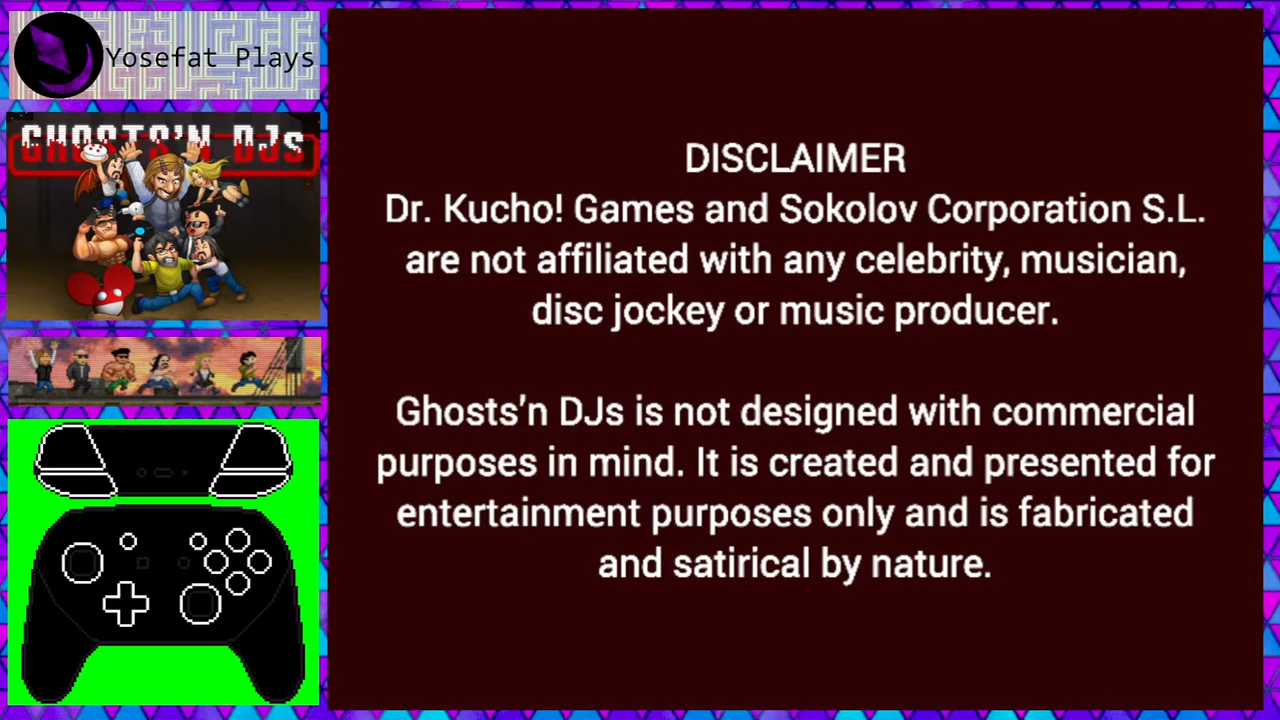 Yosefat Plays
GHOSTS'N DJs
DISCLAIMER
Dr. Kucho! Games and Sokolov Corporation S.L.
are not affiliated with any celebrity, musician,
disc jockey or music producer.
Ghosts'n DJs is not designed with commercial
purposes in mind. It is created and presented for
entertainment purposes only and is fabricated
and satirical by nature.